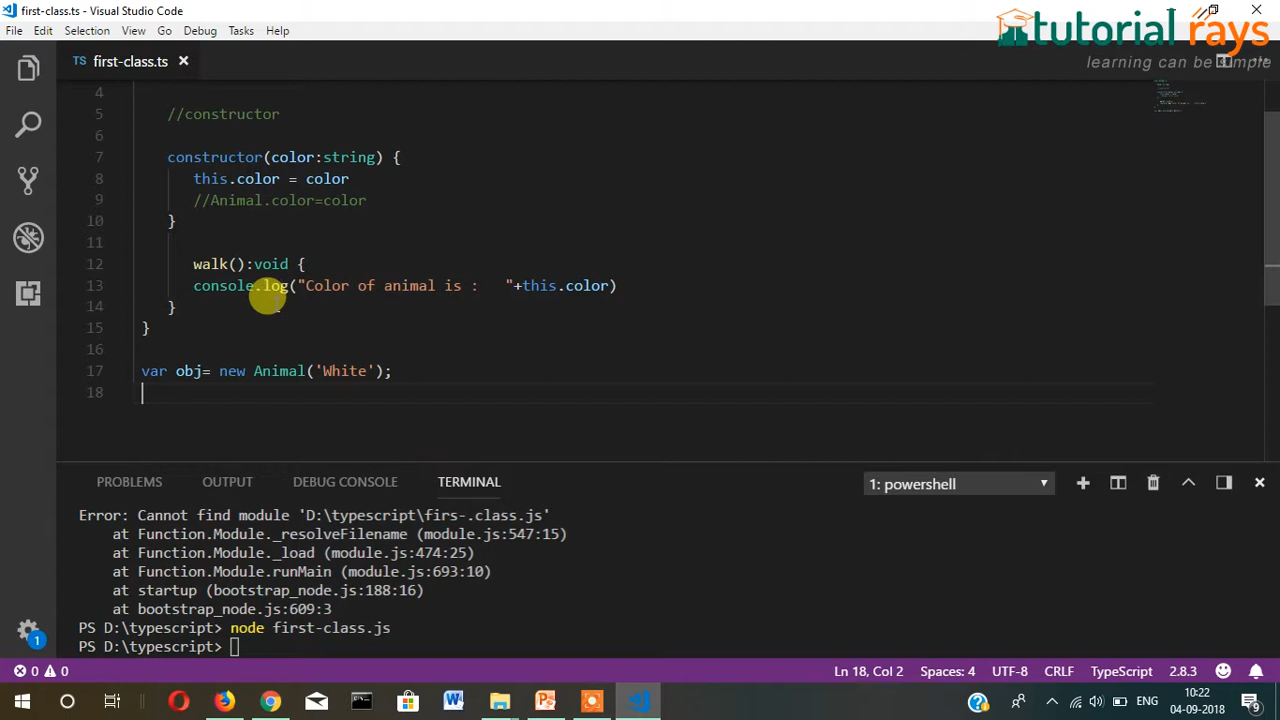 first-class.ts - Visual Studio Code
File Edit Selection View Go Debug Tasks Help
tutorial rays
learning can be simple
TS first-class.ts
4
5 //constructor
6
7 constructor(color:string) {
8 this.color = color
9 //Animal.color=color
10 }
11
12 walk():void {
13 console.log("Color of animal is :   "+this.color)
14 }
15 }
16
17 var obj= new Animal('White');
18
PROBLEMS OUTPUT DEBUG CONSOLE TERMINAL 1: powershell
Error: Cannot find module 'D:\typescript\firs-.class.js'
at Function.Module._resolveFilename (module.js:547:15)
at Function.Module._load (module.js:474:25)
at Function.Module.runMain (module.js:693:10)
at startup (bootstrap_node.js:188:16)
at bootstrap_node.js:609:3
PS D:\typescript> node first-class.js
PS D:\typescript>
1
0 0 Ln 18, Col 2 Spaces: 4 UTF-8 CRLF TypeScript 2.8.3
ENG
10:22
04-09-2018
9